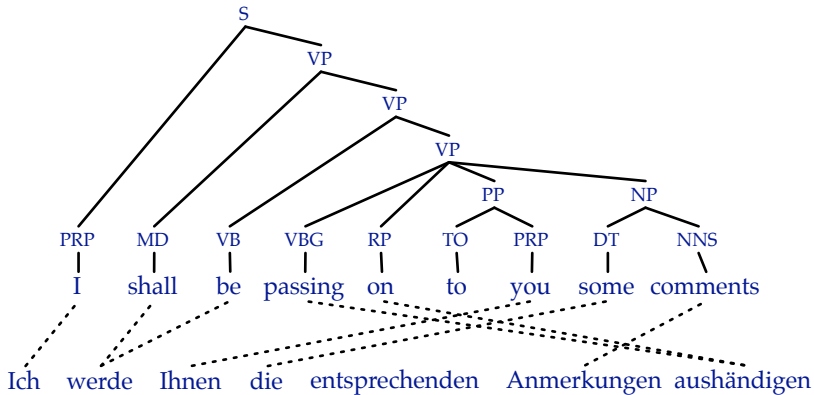 S
VP
VP
VP
PP NP
PRP MD VB VBG RP TO PRP DT NNS
I shall be passing on to you some comments
Ich werde Ihnen die entsprechenden Anmerkungen aushändigen